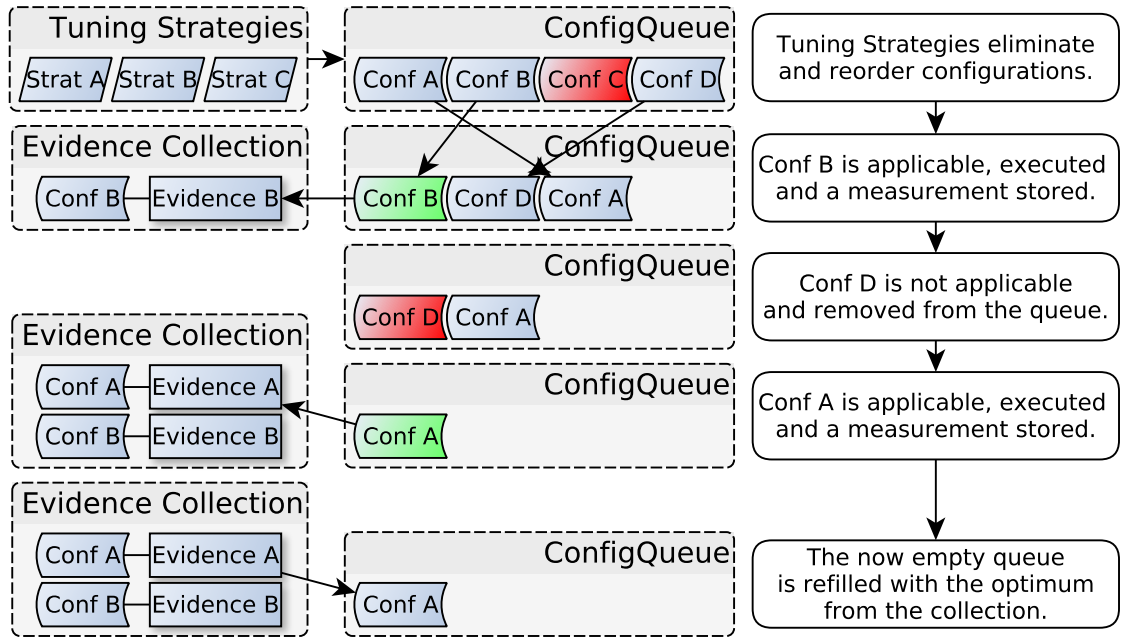 Tuning Strategies
Strat A Strat B Strat C
ConfigQueue
Conf A Conf B Conf C Conf D
Tuning Strategies eliminate
and reorder configurations.
Evidence Collection
Conf B Evidence B
ConfigQueue
Conf B Conf D Conf A
Conf B is applicable, executed
and a measurement stored.
ConfigQueue
Conf D Conf A
Conf D is not applicable
and removed from the queue.
Evidence Collection
Conf A Evidence A
Conf B Evidence B
ConfigQueue
Conf A
Conf A is applicable, executed
and a measurement stored.
Evidence Collection
Conf A Evidence A
Conf B Evidence B
ConfigQueue
Conf A
The now empty queue
is refilled with the optimum
from the collection.